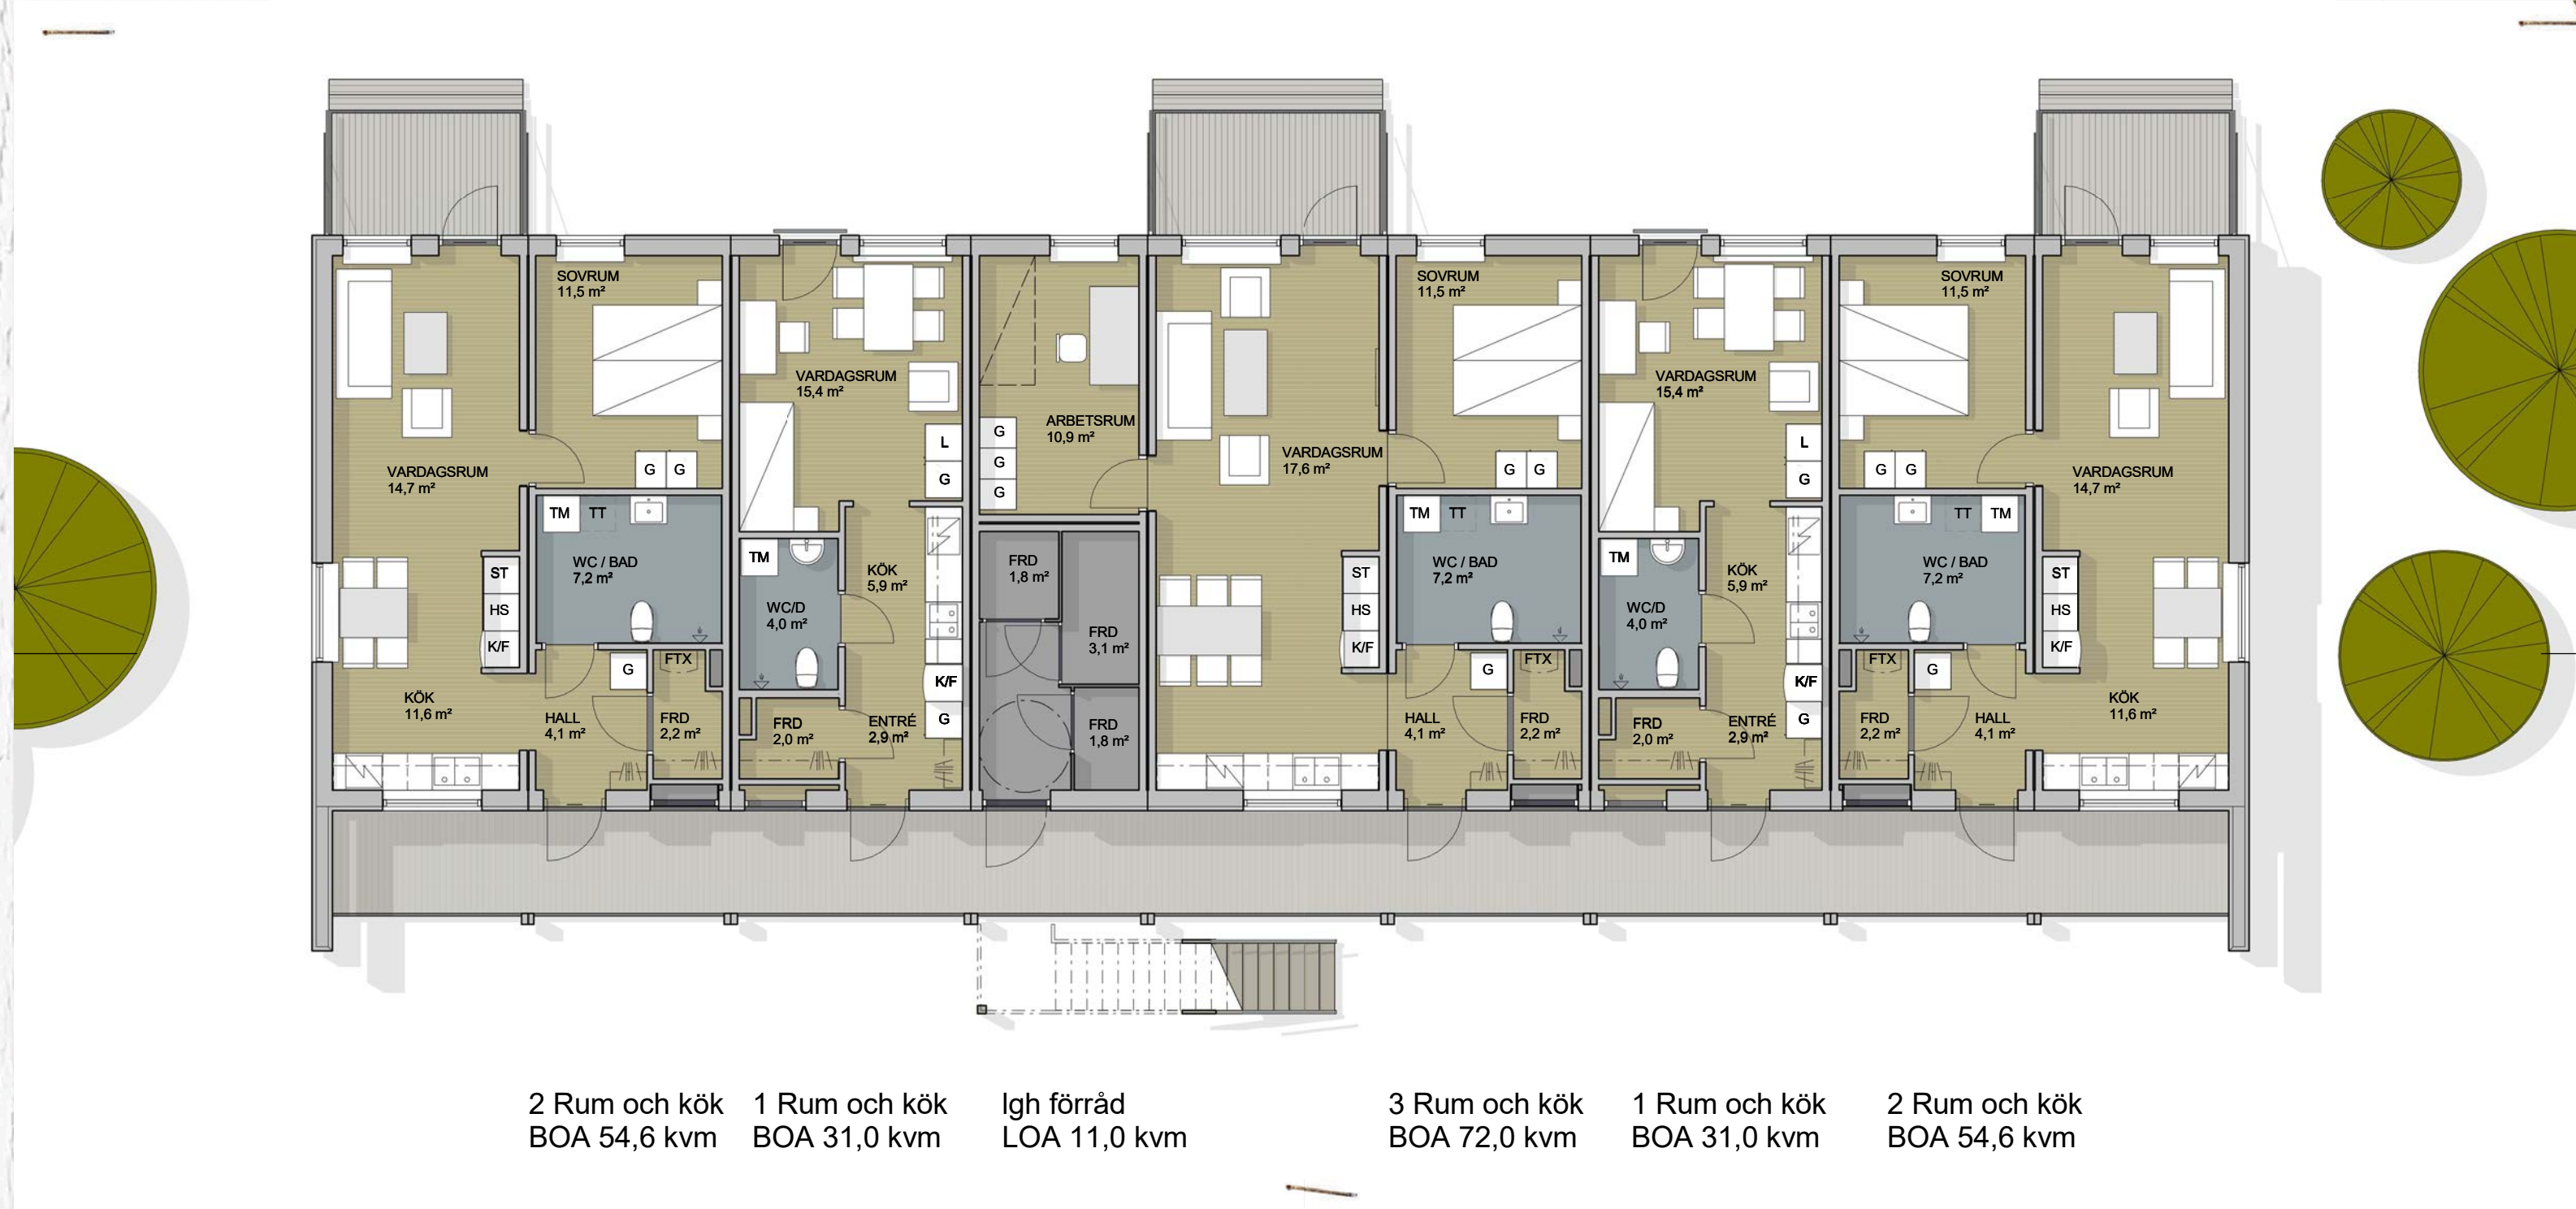 SOVRUM
11,5 m²
VARDAGSRUM
14,7 m²
G G
TM TT
WC / BAD
7,2 m²
ST
HS
K/F
KÖK
11,6 m²
HALL
4,1 m²
G
FTX
FRD
2,2 m²
VARDAGSRUM
15,4 m²
L
G
TM
WC/D
4,0 m²
KÖK
5,9 m²
K/F
G
FRD
2,0 m²
ENTRÉ
2,9 m²
ARBETSRUM
10,9 m²
G
G
G
FRD
1,8 m²
FRD
3,1 m²
FRD
1,8 m²
VARDAGSRUM
17,6 m²
ST
HS
K/F
SOVRUM
11,5 m²
G G
TM TT
WC / BAD
7,2 m²
HALL
4,1 m²
G
FTX
FRD
2,2 m²
VARDAGSRUM
15,4 m²
L
G
TM
WC/D
4,0 m²
KÖK
5,9 m²
K/F
G
FRD
2,0 m²
ENTRÉ
2,9 m²
SOVRUM
11,5 m²
G G
TT TM
WC / BAD
7,2 m²
FTX
G
FRD
2,2 m²
HALL
4,1 m²
VARDAGSRUM
14,7 m²
ST
HS
K/F
KÖK
11,6 m²
2 Rum och kök
BOA 54,6 kvm
1 Rum och kök
BOA 31,0 kvm
lgh förråd
LOA 11,0 kvm
3 Rum och kök
BOA 72,0 kvm
1 Rum och kök
BOA 31,0 kvm
2 Rum och kök
BOA 54,6 kvm